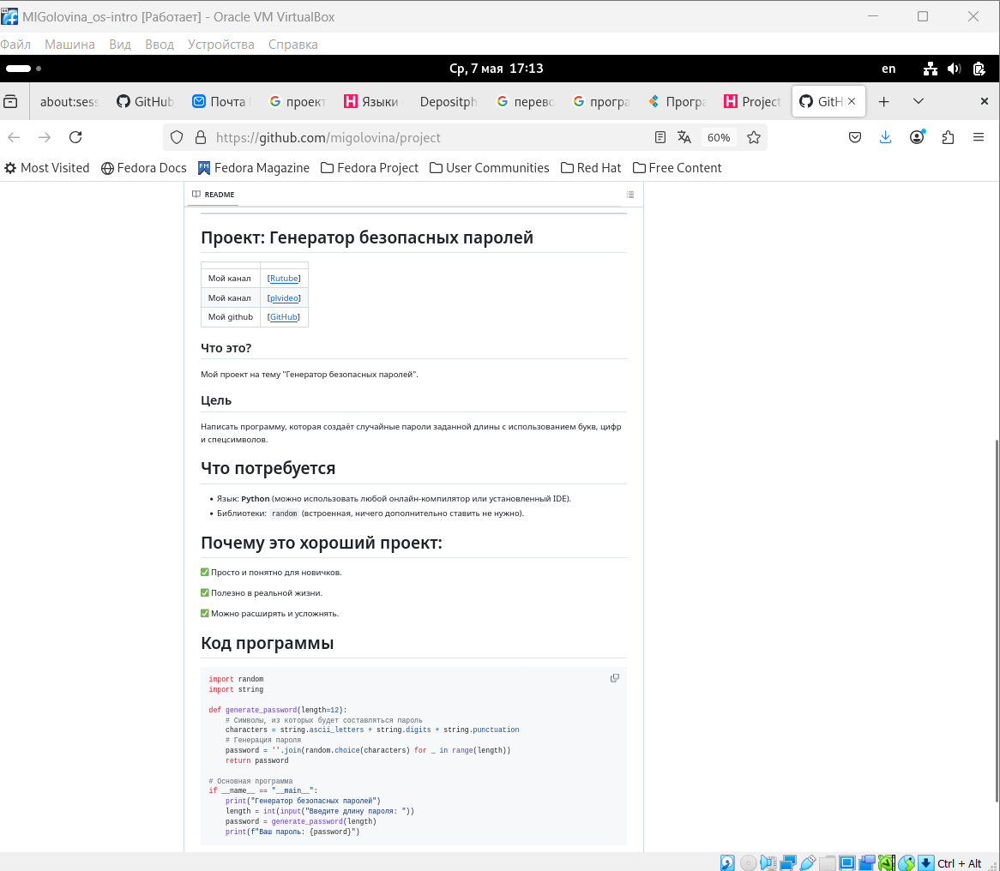 MIGolovina_os-intro [Работает] - Oracle VM VirtualBox
Файл Машина Вид Ввод Устройства Справка
Ср, 7 мая 17:13
en
about:sess GitHub Почта проект Языки Depositph перево програ Програ Project GitH
https://github.com/migolovina/project
60%
Most Visited Fedora Docs Fedora Magazine Fedora Project User Communities Red Hat Free Content
README
Проект: Генератор безопасных паролей
Мой канал [Rutube]
Мой канал [plvideo]
Мой github [GitHub]
Что это?
Мой проект на тему "Генератор безопасных паролей".
Цель
Написать программу, которая создаёт случайные пароли заданной длины с использованием букв, цифр
и спецсимволов.
Что потребуется
• Язык: Python (можно использовать любой онлайн-компилятор или установленный IDE).
• Библиотеки: random (встроенная, ничего дополнительно ставить не нужно).
Почему это хороший проект:
✅ Просто и понятно для новичков.
✅ Полезно в реальной жизни.
✅ Можно расширять и усложнять.
Код программы
import random
import string
def generate_password(length=12):
# Символы, из которых будет составляться пароль
characters = string.ascii_letters + string.digits + string.punctuation
# Генерация пароля
password = ''.join(random.choice(characters) for _ in range(length))
return password
# Основная программа
if __name__ == "__main__":
print("Генератор безопасных паролей")
length = int(input("Введите длину пароля: "))
password = generate_password(length)
print(f"Ваш пароль: {password}")
Ctrl + Alt